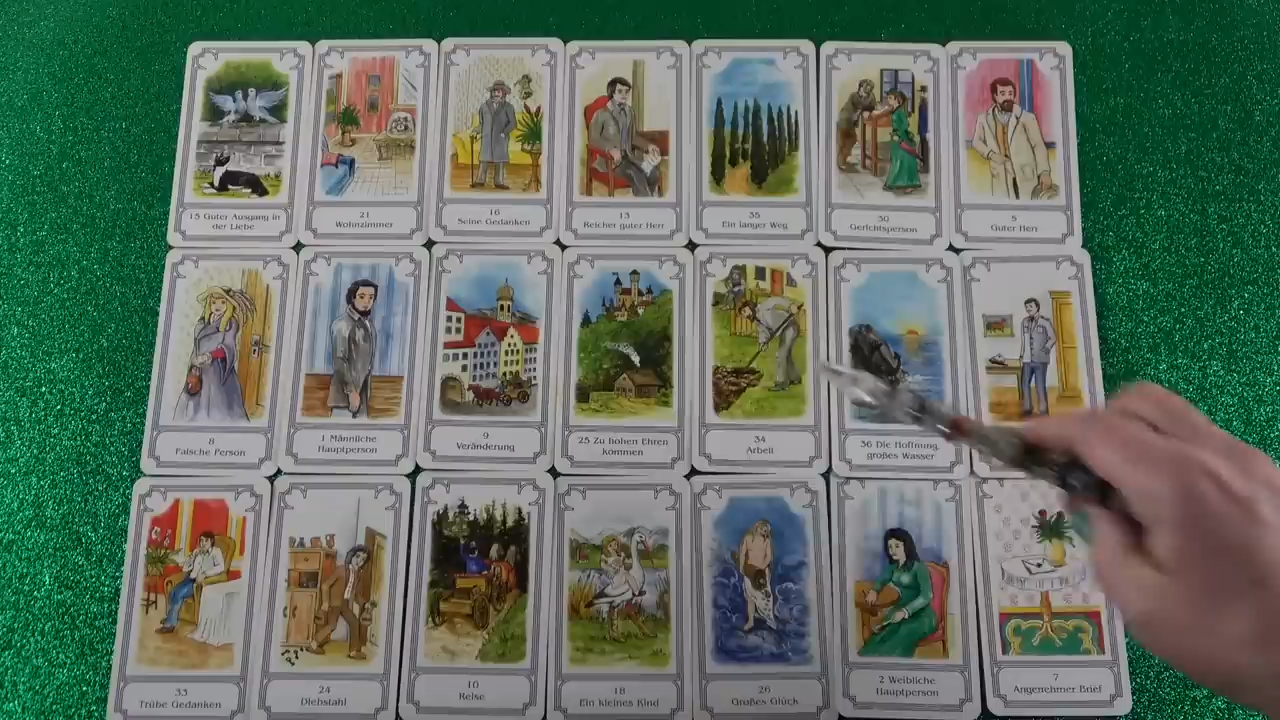 15 Guter Ausgang in
der Liebe
21
Wohnzimmer
16
Seine Gedanken
13
Reicher guter Herr
35
Ein langer Weg
30
Gerichtsperson
5
Guter Herr
8
Falsche Person
1 Männliche
Hauptperson
9
Veränderung
25 Zu hohen Ehren
kommen
34
Arbeit
36 Die Hoffnung,
großes Wasser
33
Trübe Gedanken
24
Diebstahl
10
Reise
18
Ein kleines Kind
26
Großes Glück
2 Weibliche
Hauptperson
7
Angenehmer Brief